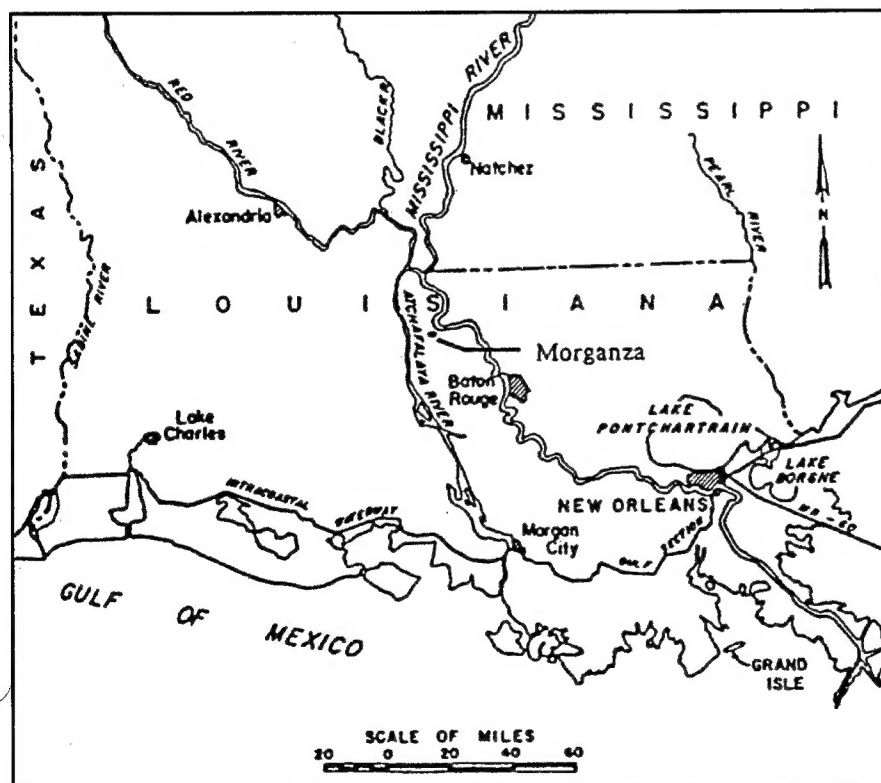 RED
RIVER
BLACK R.
MISSISSIPPI RIVER
MISSISSIPPI
Natchez
PEARL
RIVER
N
Alexandria
TEXAS
SABINE RIVER
LOUISIANA
ATCHAFALAYA RIVER
Morganza
Baton
Rouge
LAKE
PONTCHARTRAIN
Lake
Charles
LAKE
BORGNE
INTRACOASTAL
NEW ORLEANS
Morgan
City
SECTION
GULF OF MEXICO
GRAND
ISLE
SCALE OF MILES
20 0 20 40 60